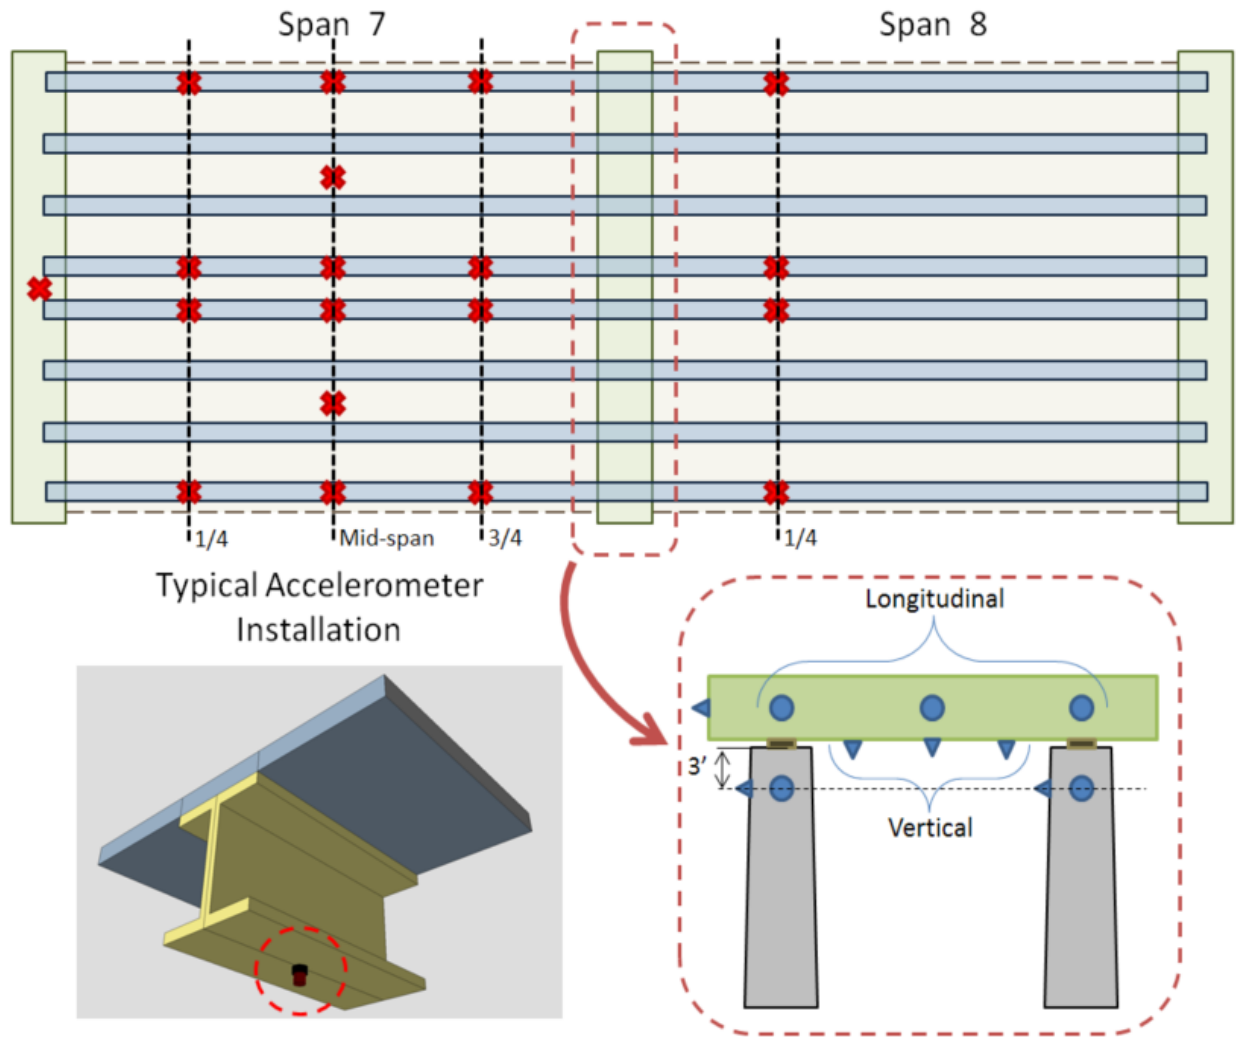 Span 7
Span 8
1/4
Mid-span
3/4
1/4
Typical Accelerometer
Installation
Longitudinal
3’
Vertical